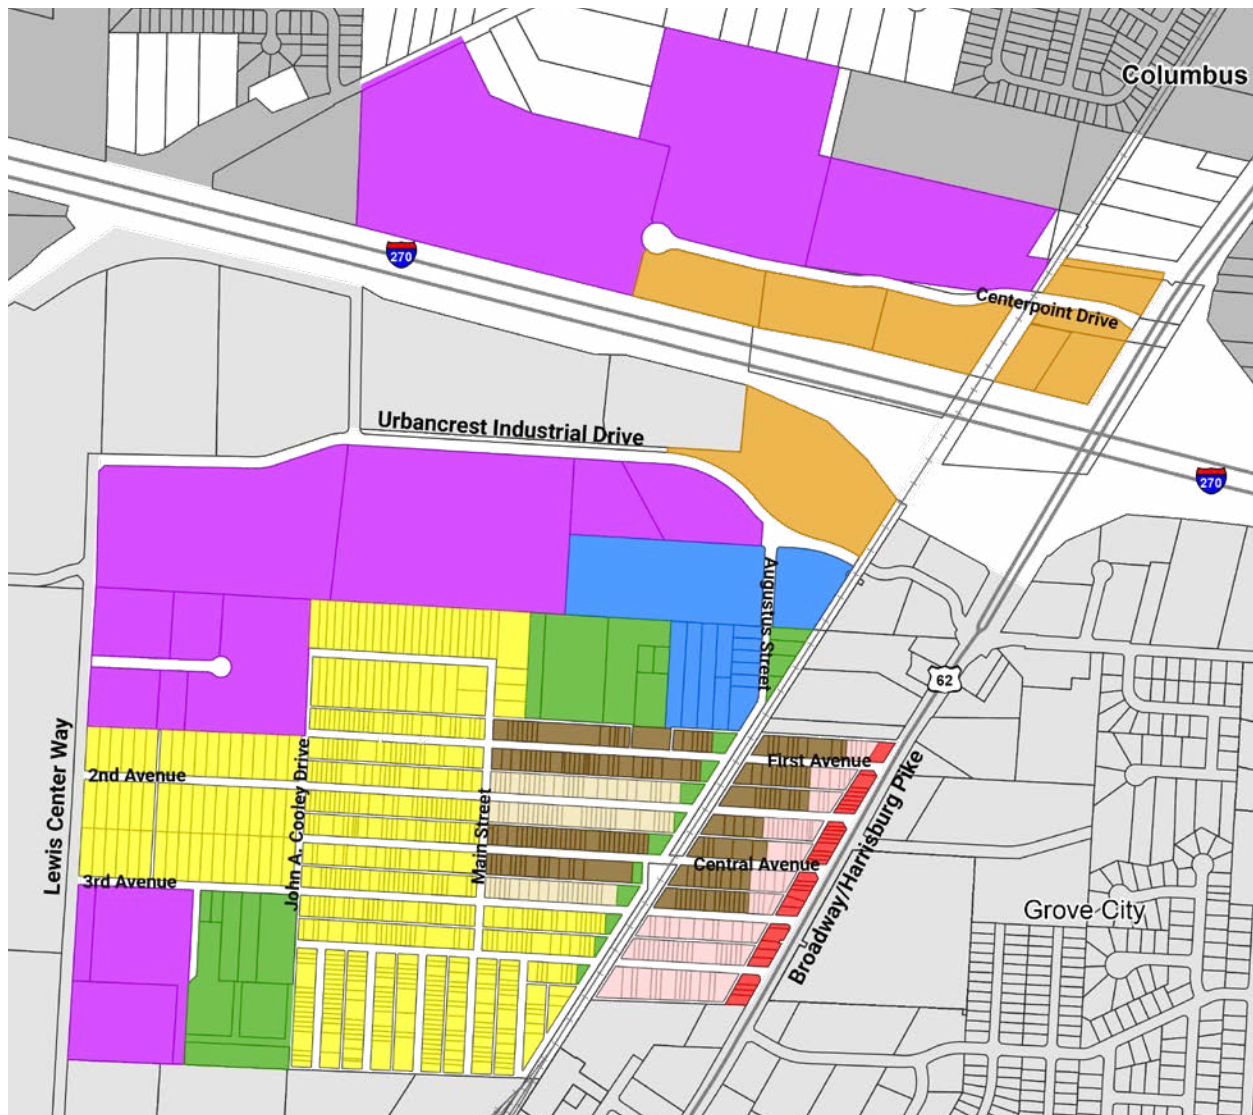 Columbus
270
Centerpoint Drive
Urbancrest Industrial Drive
270
Augustus Street
62
First Avenue
2nd Avenue
John A. Cooley Drive
Main Street
Lewis Center Way
Central Avenue
3rd Avenue
Broadway/Harrisburg Pike
Grove City